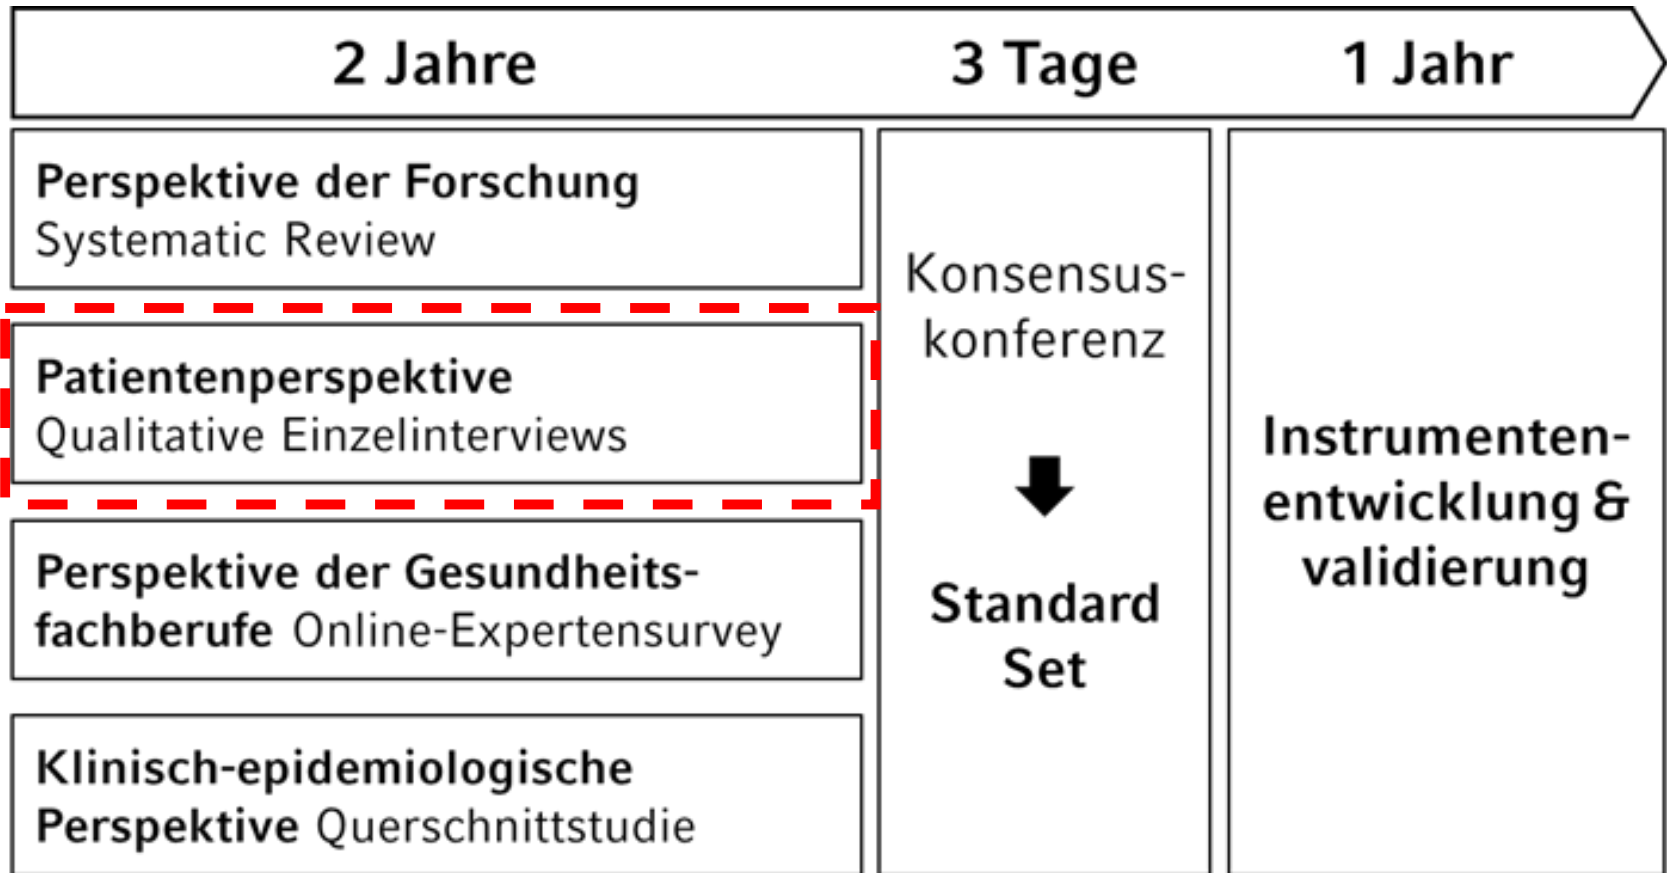 2 Jahre 3 Tage 1 Jahr
Perspektive der Forschung
Systematic Review
Patientenperspektive
Qualitative Einzelinterviews
Perspektive der Gesundheits-
fachberufe Online-Expertensurvey
Klinisch-epidemiologische
Perspektive Querschnittstudie
Konsensus-
konferenz
Standard
Set
Instrumenten-
entwicklung &
validierung